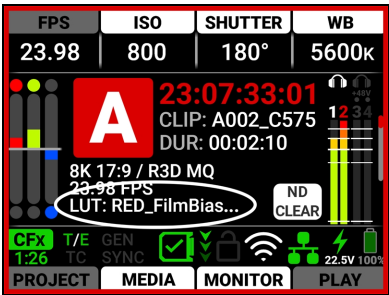 FPS ISO SHUTTER WB
23.98 800 180° 5600K
A
23:07:33:01
CLIP: A002_C575
DUR: 00:02:10
+40V
1 2 3 4
8K 17:9 / R3D MQ
23.98 FPS
LUT: RED_FilmBias...
ND
CLEAR
CFx T/E GEN
1:26 TC SYNC
22.5V 100%
PROJECT MEDIA MONITOR PLAY